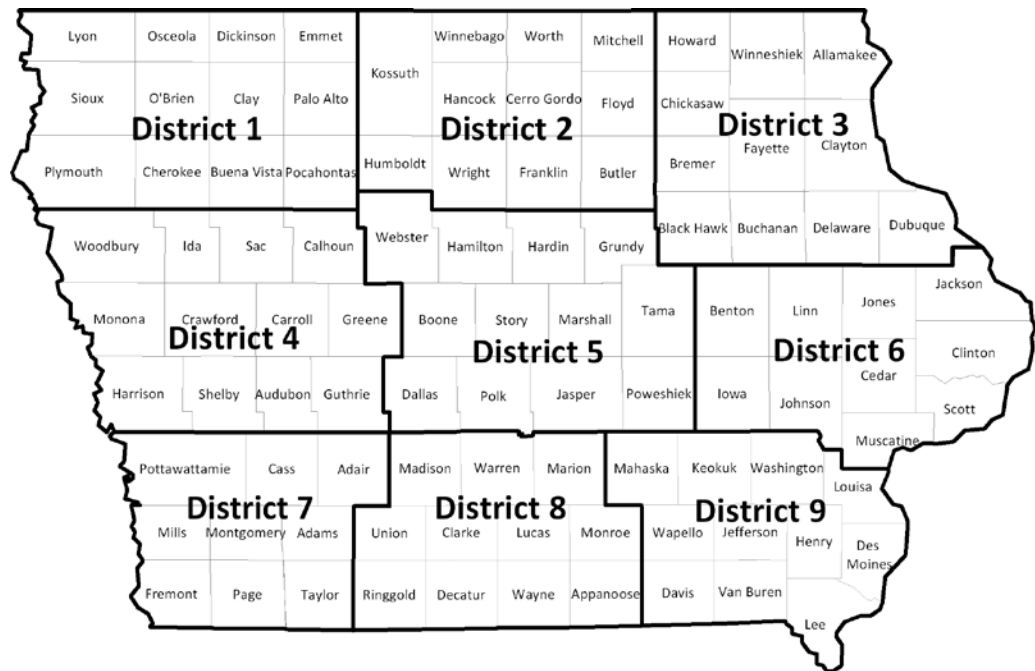 Lyon Osceola Dickinson Emmet
Sioux O'Brien Clay Palo Alto
District 1
Plymouth Cherokee Buena Vista Pocahontas
Winnebago Worth Mitchell
Kossuth
Hancock Cerro Gordo Floyd
District 2
Humboldt Wright Franklin Butler
Howard Winneshiek Allamakee
Chickasaw
District 3
Fayette Clayton
Bremer
Black Hawk Buchanan Delaware Dubuque
Woodbury Ida Sac Calhoun
Monona Crawford Carroll Greene
District 4
Harrison Shelby Audubon Guthrie
Webster Hamilton Hardin Grundy
Boone Story Marshall Tama
District 5
Dallas Polk Jasper Poweshiek
Jackson
Benton Linn Jones
District 6
Clinton
Cedar
Iowa Johnson Scott
Muscatine
Pottawattamie Cass Adair
District 7
Mills Montgomery Adams
Fremont Page Taylor
Madison Warren Marion
District 8
Union Clarke Lucas Monroe
Ringgold Decatur Wayne Appanoose
Mahaska Keokuk Washington
Louisa
District 9
Wapello Jefferson Henry
Des
Moines
Davis Van Buren
Lee